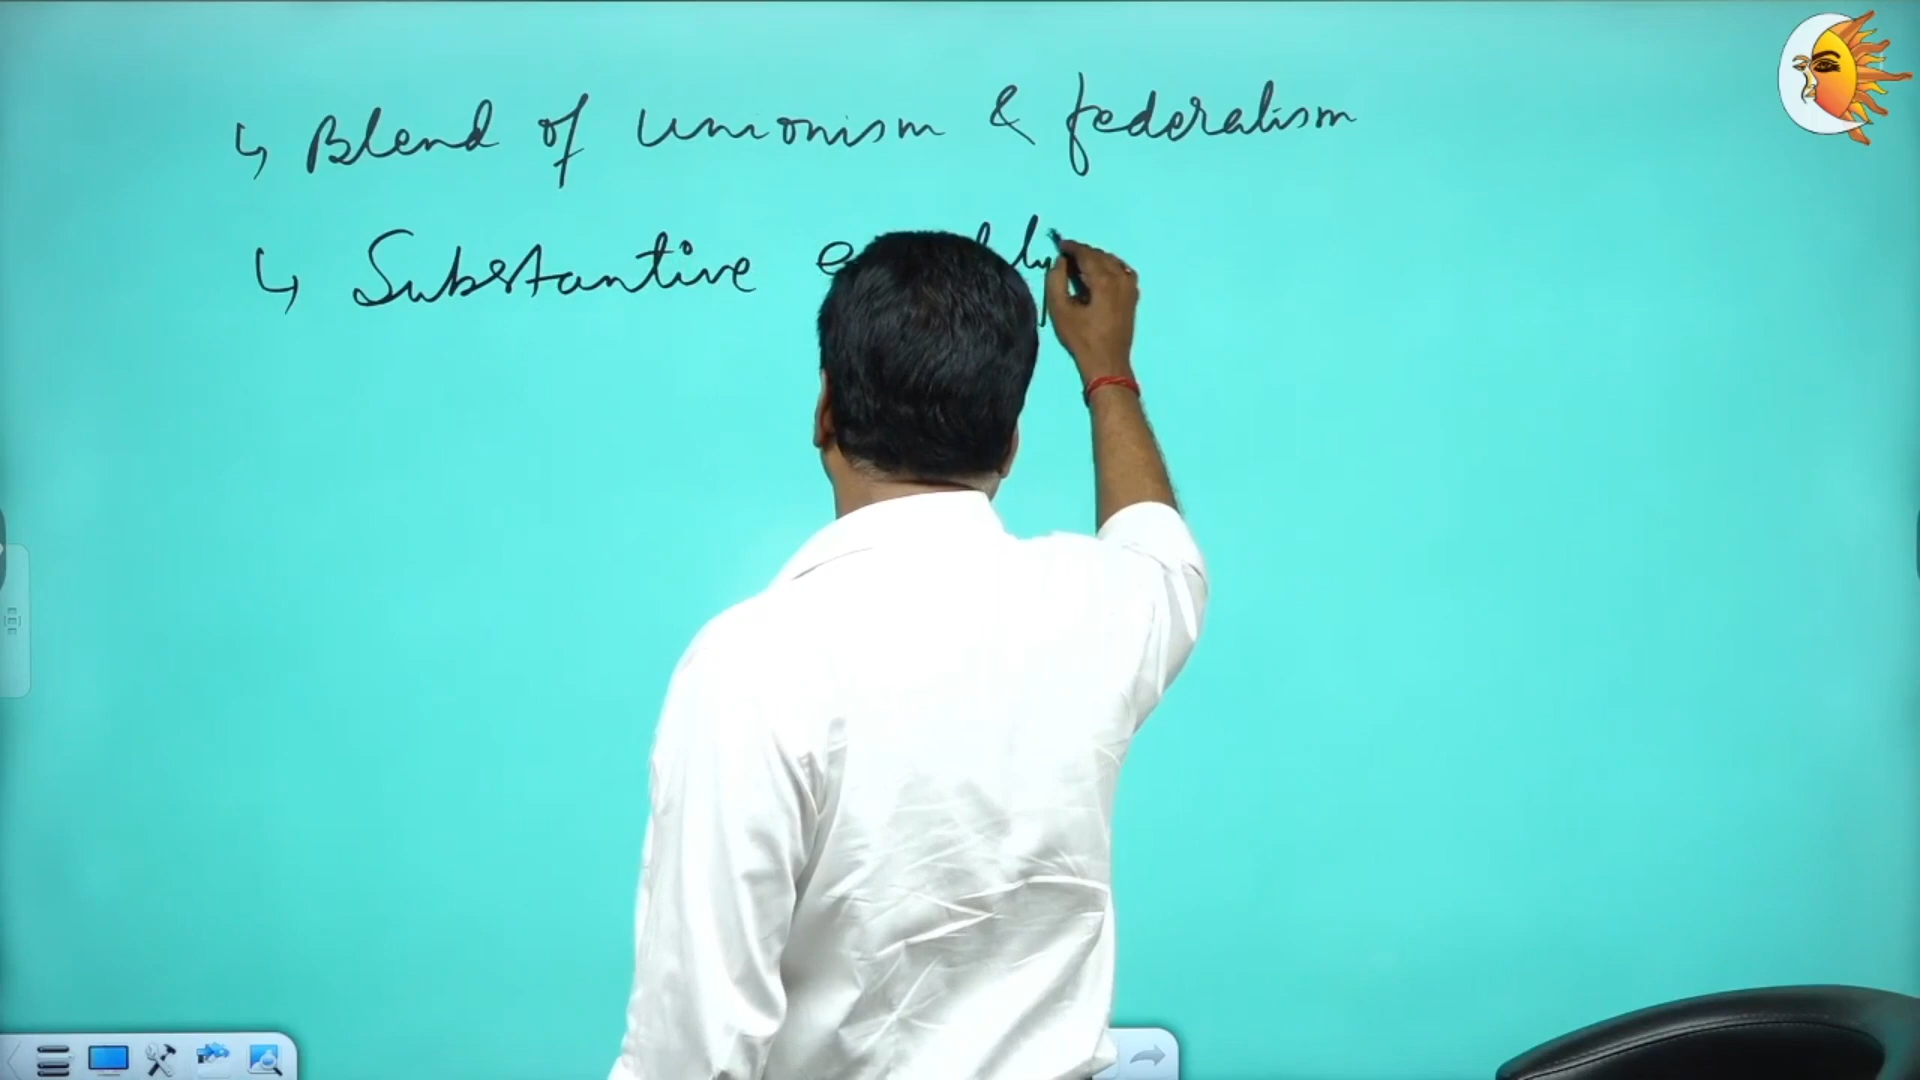 ↳ Blend of unionism & federalism
↳ Substantive